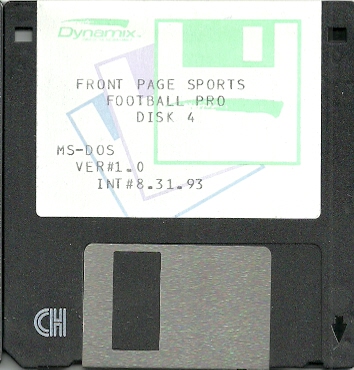 Dynamix
FRONT PAGE SPORTS
FOOTBALL PRO
DISK 4
MS-DOS
VER#1.0
INT#8.31.93
CH